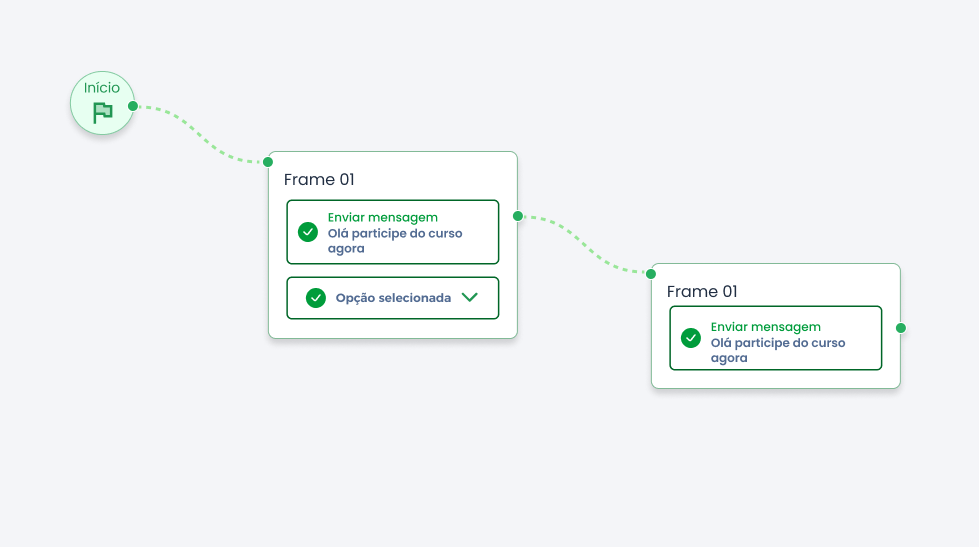 Início
Frame 01
Enviar mensagem
Olá participe do curso
agora
Opção selecionada
Frame 01
Enviar mensagem
Olá participe do curso
agora